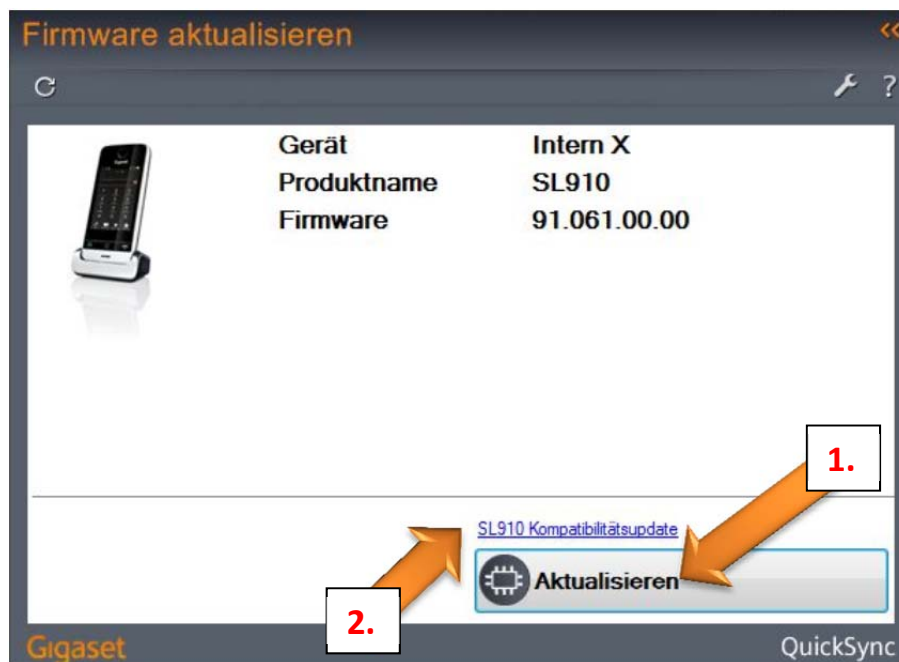 Firmware aktualisieren
<<
?
Gerät Intern X
Produktname SL910
Firmware 91.061.00.00
1.
SL910 Kompatibilitätsupdate
Aktualisieren
2.
Gigaset QuickSync